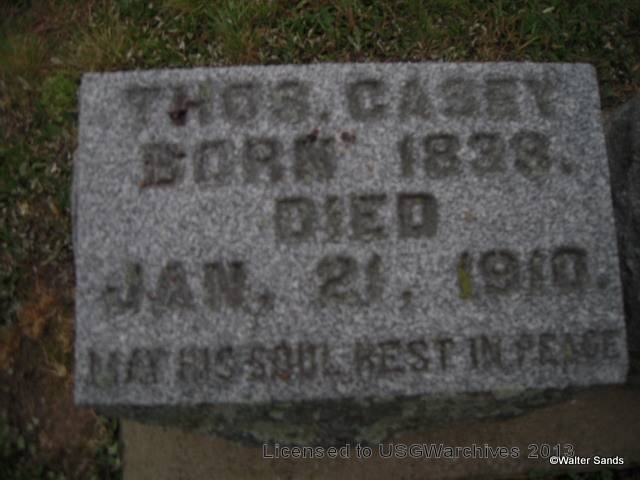 THOS. CASEY
BORN 1838.
DIED
JAN. 21, 1910.
MAY HIS SOUL REST IN PEACE
Licensed to USGWarchives 2013
©Walter Sands